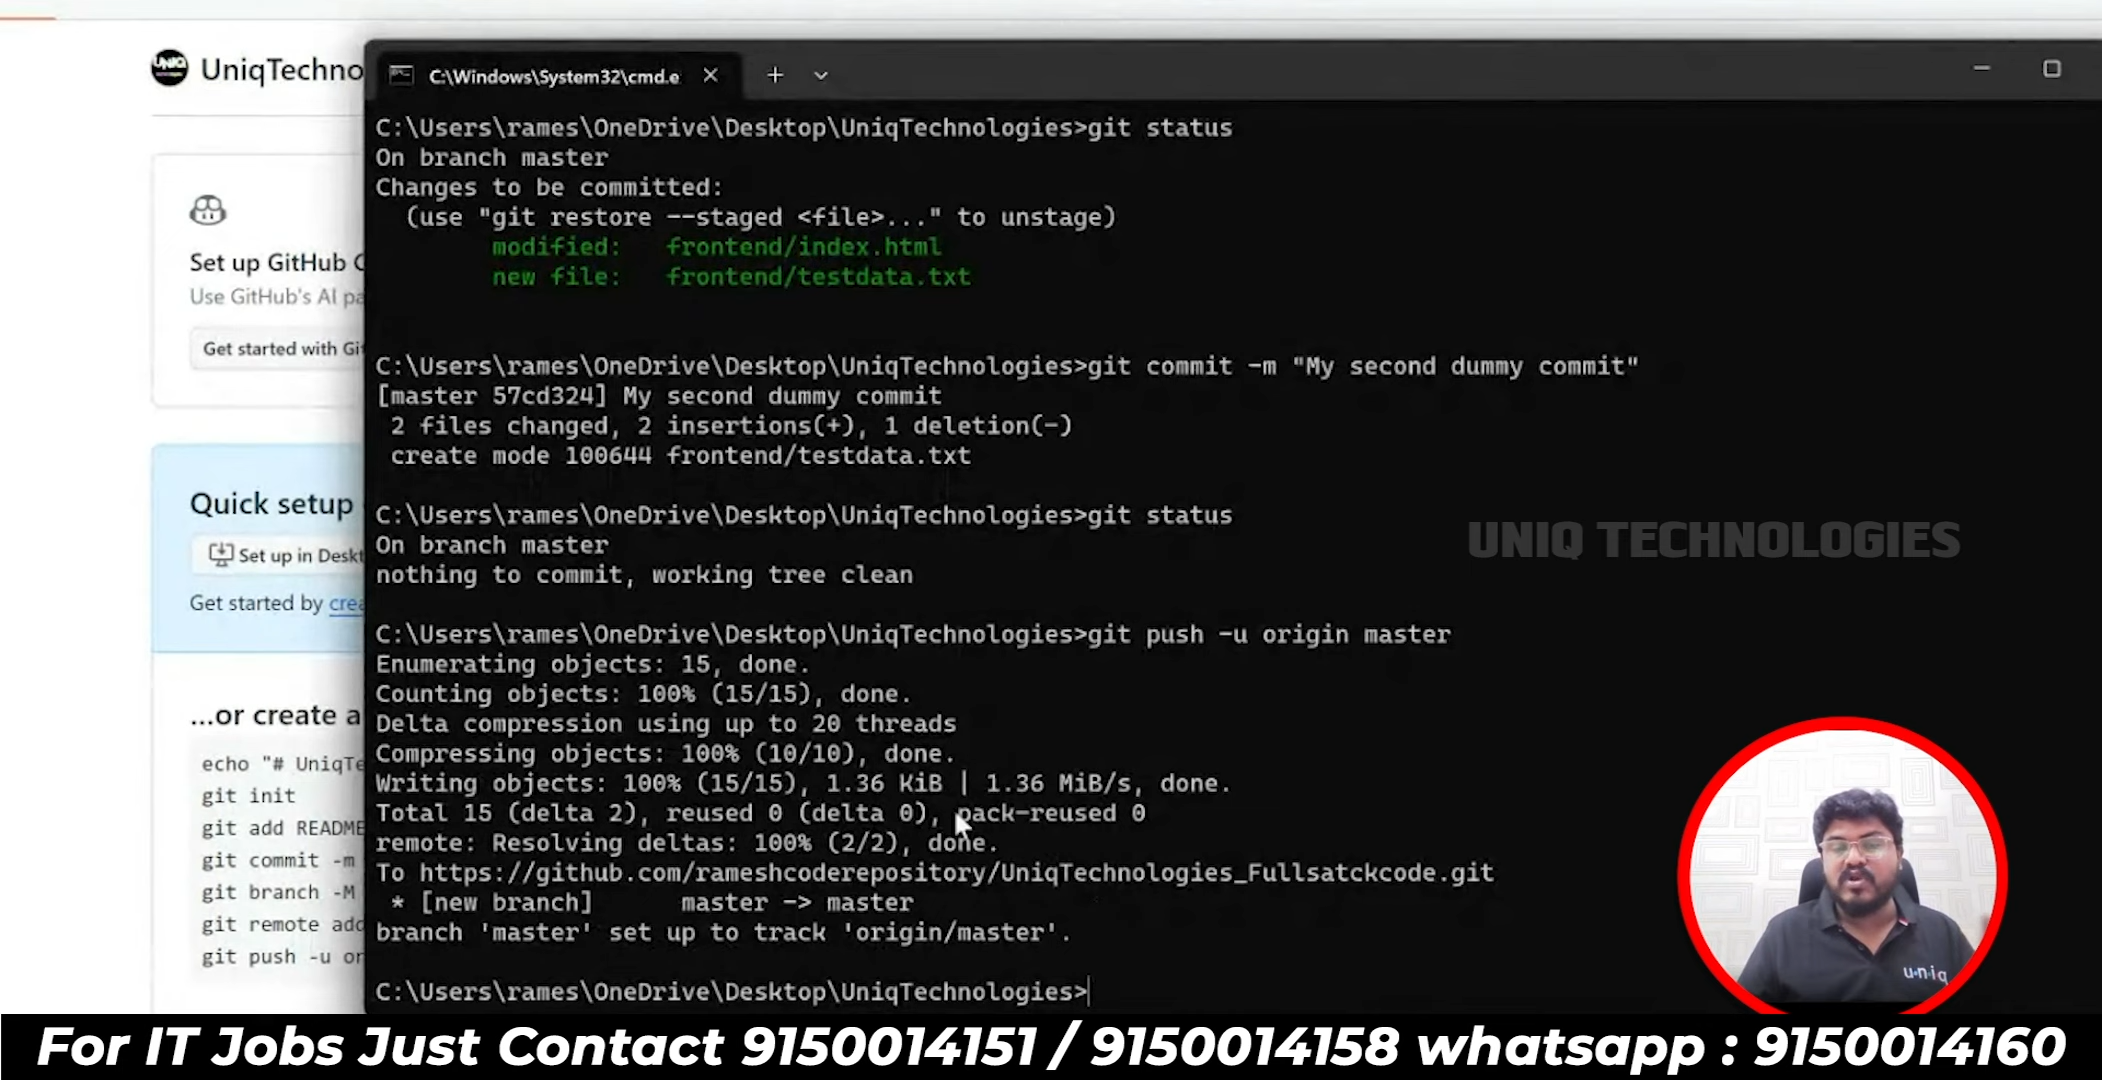 UniqTechno
C:\Windows\System32\cmd.e
Set up GitHub C
Use GitHub's AI pa
Get started with Git
Quick setup
Set up in Deskt
Get started by crea
...or create a
echo "# UniqTe
git init
git add README
git commit -m
git branch -M
git remote add
git push -u or
C:\Users\rames\OneDrive\Desktop\UniqTechnologies>git status
On branch master
Changes to be committed:
(use "git restore --staged <file>..." to unstage)
modified:   frontend/index.html
new file:   frontend/testdata.txt
C:\Users\rames\OneDrive\Desktop\UniqTechnologies>git commit -m "My second dummy commit"
[master 57cd324] My second dummy commit
2 files changed, 2 insertions(+), 1 deletion(-)
create mode 100644 frontend/testdata.txt
C:\Users\rames\OneDrive\Desktop\UniqTechnologies>git status
On branch master
nothing to commit, working tree clean
C:\Users\rames\OneDrive\Desktop\UniqTechnologies>git push -u origin master
Enumerating objects: 15, done.
Counting objects: 100% (15/15), done.
Delta compression using up to 20 threads
Compressing objects: 100% (10/10), done.
Writing objects: 100% (15/15), 1.36 KiB | 1.36 MiB/s, done.
Total 15 (delta 2), reused 0 (delta 0), pack-reused 0
remote: Resolving deltas: 100% (2/2), done.
To https://github.com/rameshcoderepository/UniqTechnologies_Fullsatckcode.git
* [new branch]      master -> master
branch 'master' set up to track 'origin/master'.
C:\Users\rames\OneDrive\Desktop\UniqTechnologies>
UNIQ TECHNOLOGIES
uniq
For IT Jobs Just Contact 9150014151 / 9150014158 whatsapp : 9150014160